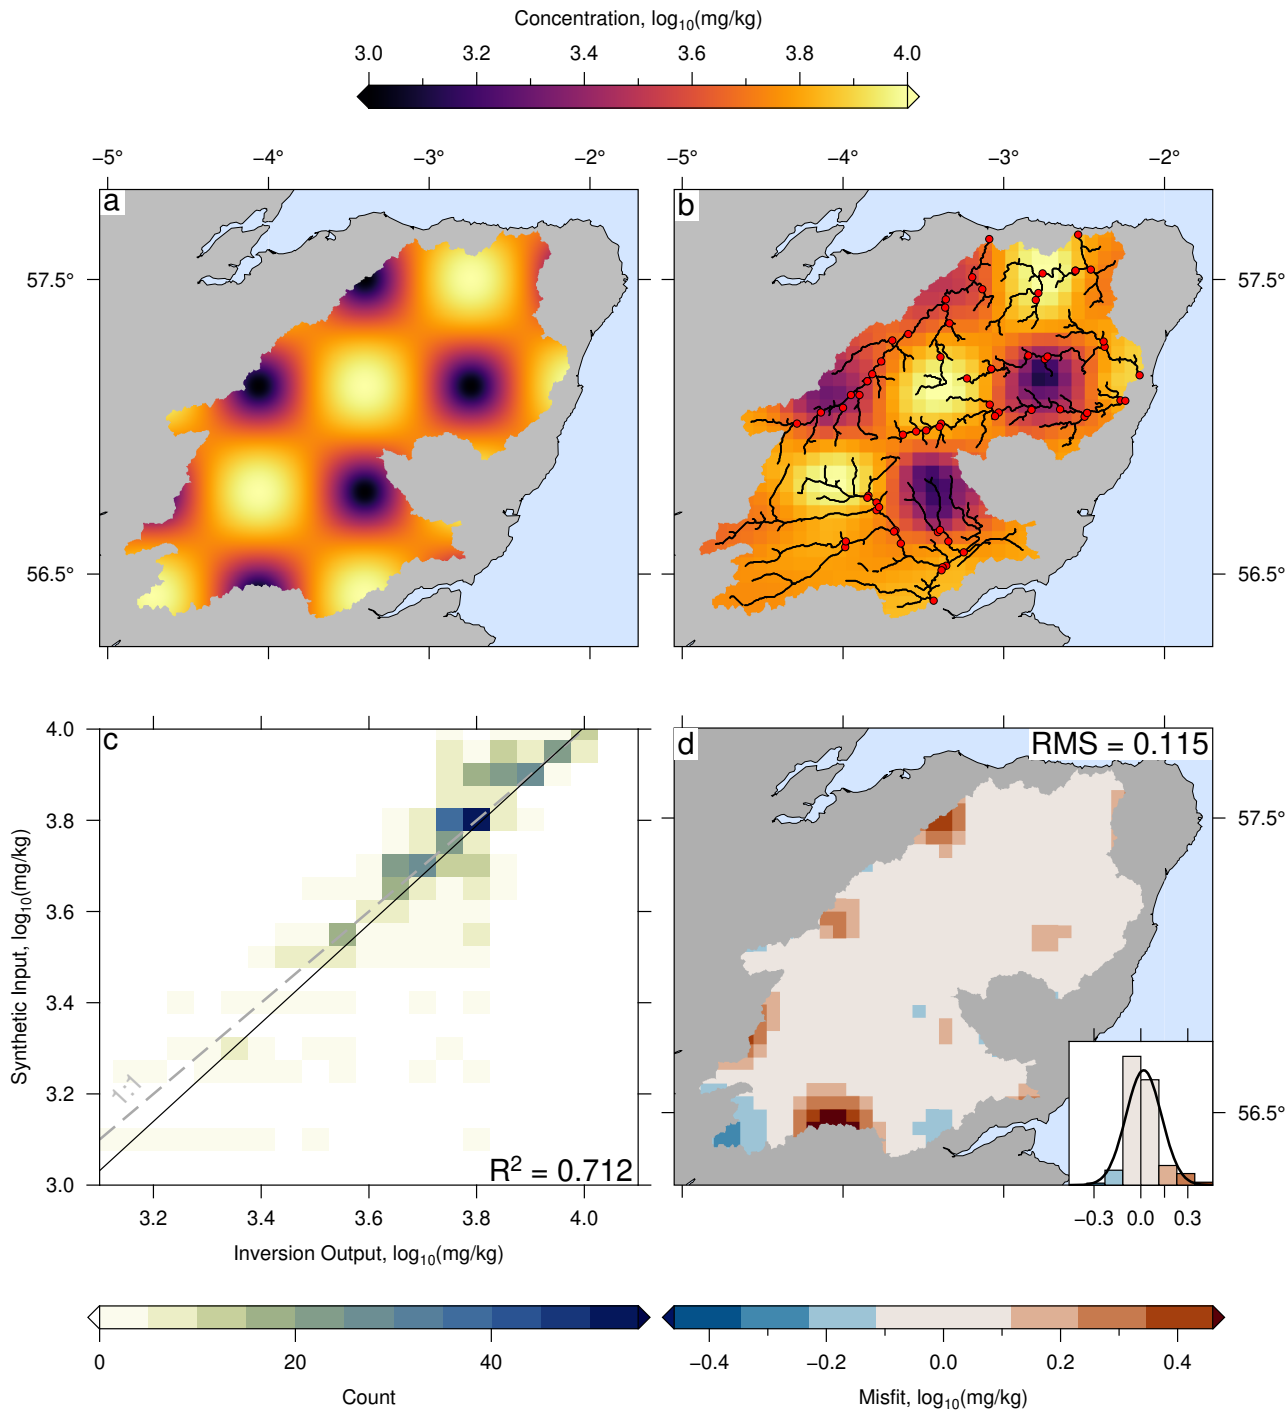 Concentration, log10(mg/kg)
3.0 3.2 3.4 3.6 3.8 4.0
−5° −4° −3° −2° −5° −4° −3° −2°
a
b
57.5° 57.5°
56.5° 56.5°
4.0
3.8
3.6
3.4
3.2
3.0
Synthetic Input, log10(mg/kg)
c
1:1
R² = 0.712
3.2 3.4 3.6 3.8 4.0
Inversion Output, log10(mg/kg)
d
RMS = 0.115
57.5°
56.5°
−0.3 0.0 0.3
0 20 40
Count
−0.4 −0.2 0.0 0.2 0.4
Misfit, log10(mg/kg)